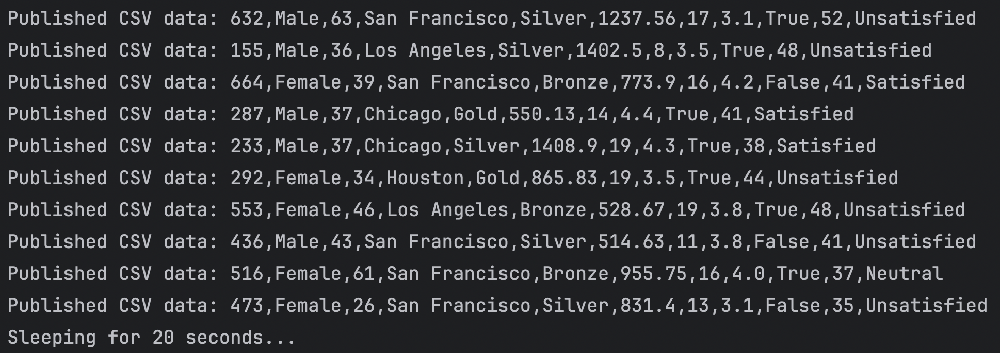 Published CSV data: 632,Male,63,San Francisco,Silver,1237.56,17,3.1,True,52,Unsatisfied
Published CSV data: 155,Male,36,Los Angeles,Silver,1402.5,8,3.5,True,48,Unsatisfied
Published CSV data: 664,Female,39,San Francisco,Bronze,773.9,16,4.2,False,41,Satisfied
Published CSV data: 287,Male,37,Chicago,Gold,550.13,14,4.4,True,41,Satisfied
Published CSV data: 233,Male,37,Chicago,Silver,1408.9,19,4.3,True,38,Satisfied
Published CSV data: 292,Female,34,Houston,Gold,865.83,19,3.5,True,44,Unsatisfied
Published CSV data: 553,Female,46,Los Angeles,Bronze,528.67,19,3.8,True,48,Unsatisfied
Published CSV data: 436,Male,43,San Francisco,Silver,514.63,11,3.8,False,41,Unsatisfied
Published CSV data: 516,Female,61,San Francisco,Bronze,955.75,16,4.0,True,37,Neutral
Published CSV data: 473,Female,26,San Francisco,Silver,831.4,13,3.1,False,35,Unsatisfied
Sleeping for 20 seconds...